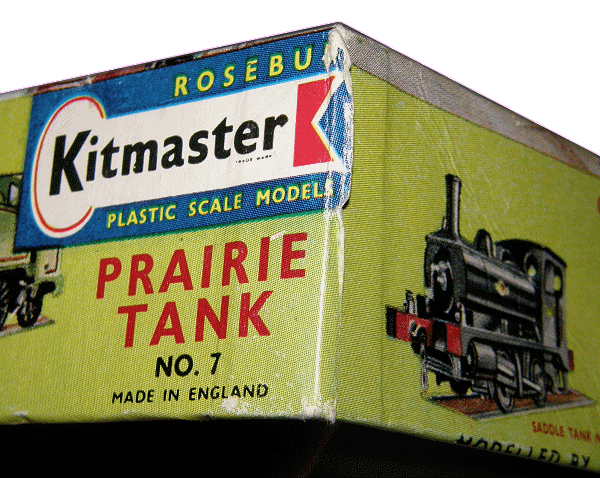 ROSEBU
Kitmaster
TRADE MARK
PLASTIC SCALE MODELS
PRAIRIE
TANK
NO. 7
MADE IN ENGLAND
SADDLE TANK N
MODELLED BY